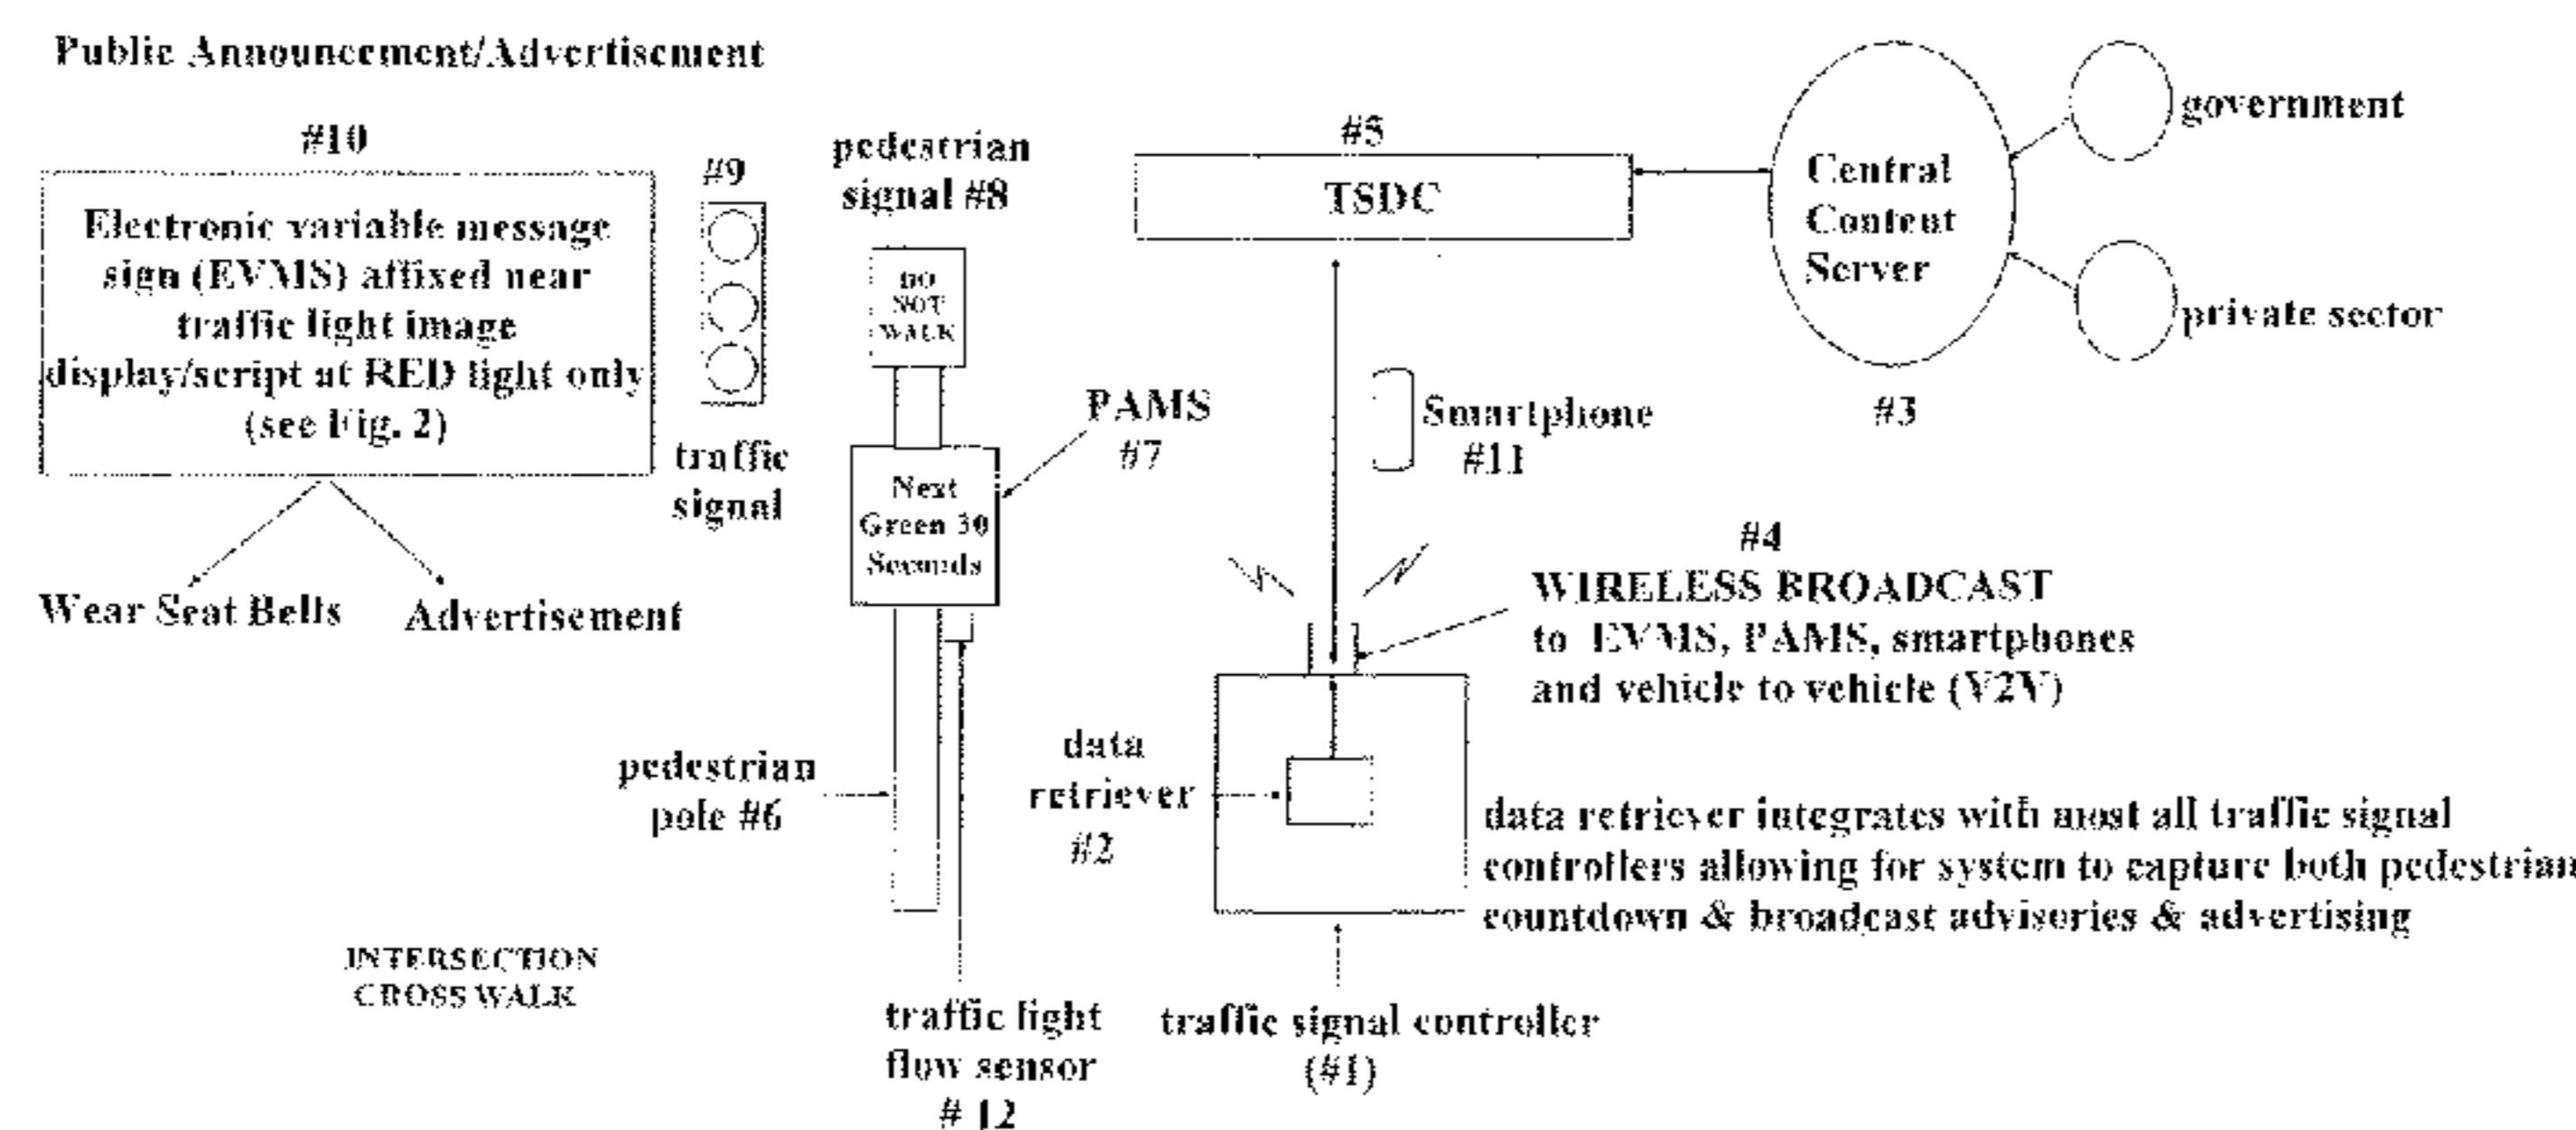 Public Announcement/Advertisement
#10
Electronic variable message
sign (EVMS) affixed near
traffic light image
display/script at RED light only
(see Fig. 2)
Wear Seat Belts
Advertisement
#9
traffic
signal
pedestrian
signal #8
DO
NOT
WALK
PAMS
#7
Next
Green 30
Seconds
pedestrian
pole #6
INTERSECTION
CROSS WALK
traffic light
flow sensor
# 12
#5
TSDC
Central
Content
Server
#3
government
private sector
Smartphone
#11
#4
WIRELESS BROADCAST
to EVMS, PAMS, smartphones
and vehicle to vehicle (V2V)
data
retriever
#2
data retriever integrates with most all traffic signal
controllers allowing for system to capture both pedestrian
countdown & broadcast advisories & advertising
traffic signal controller
(#1)